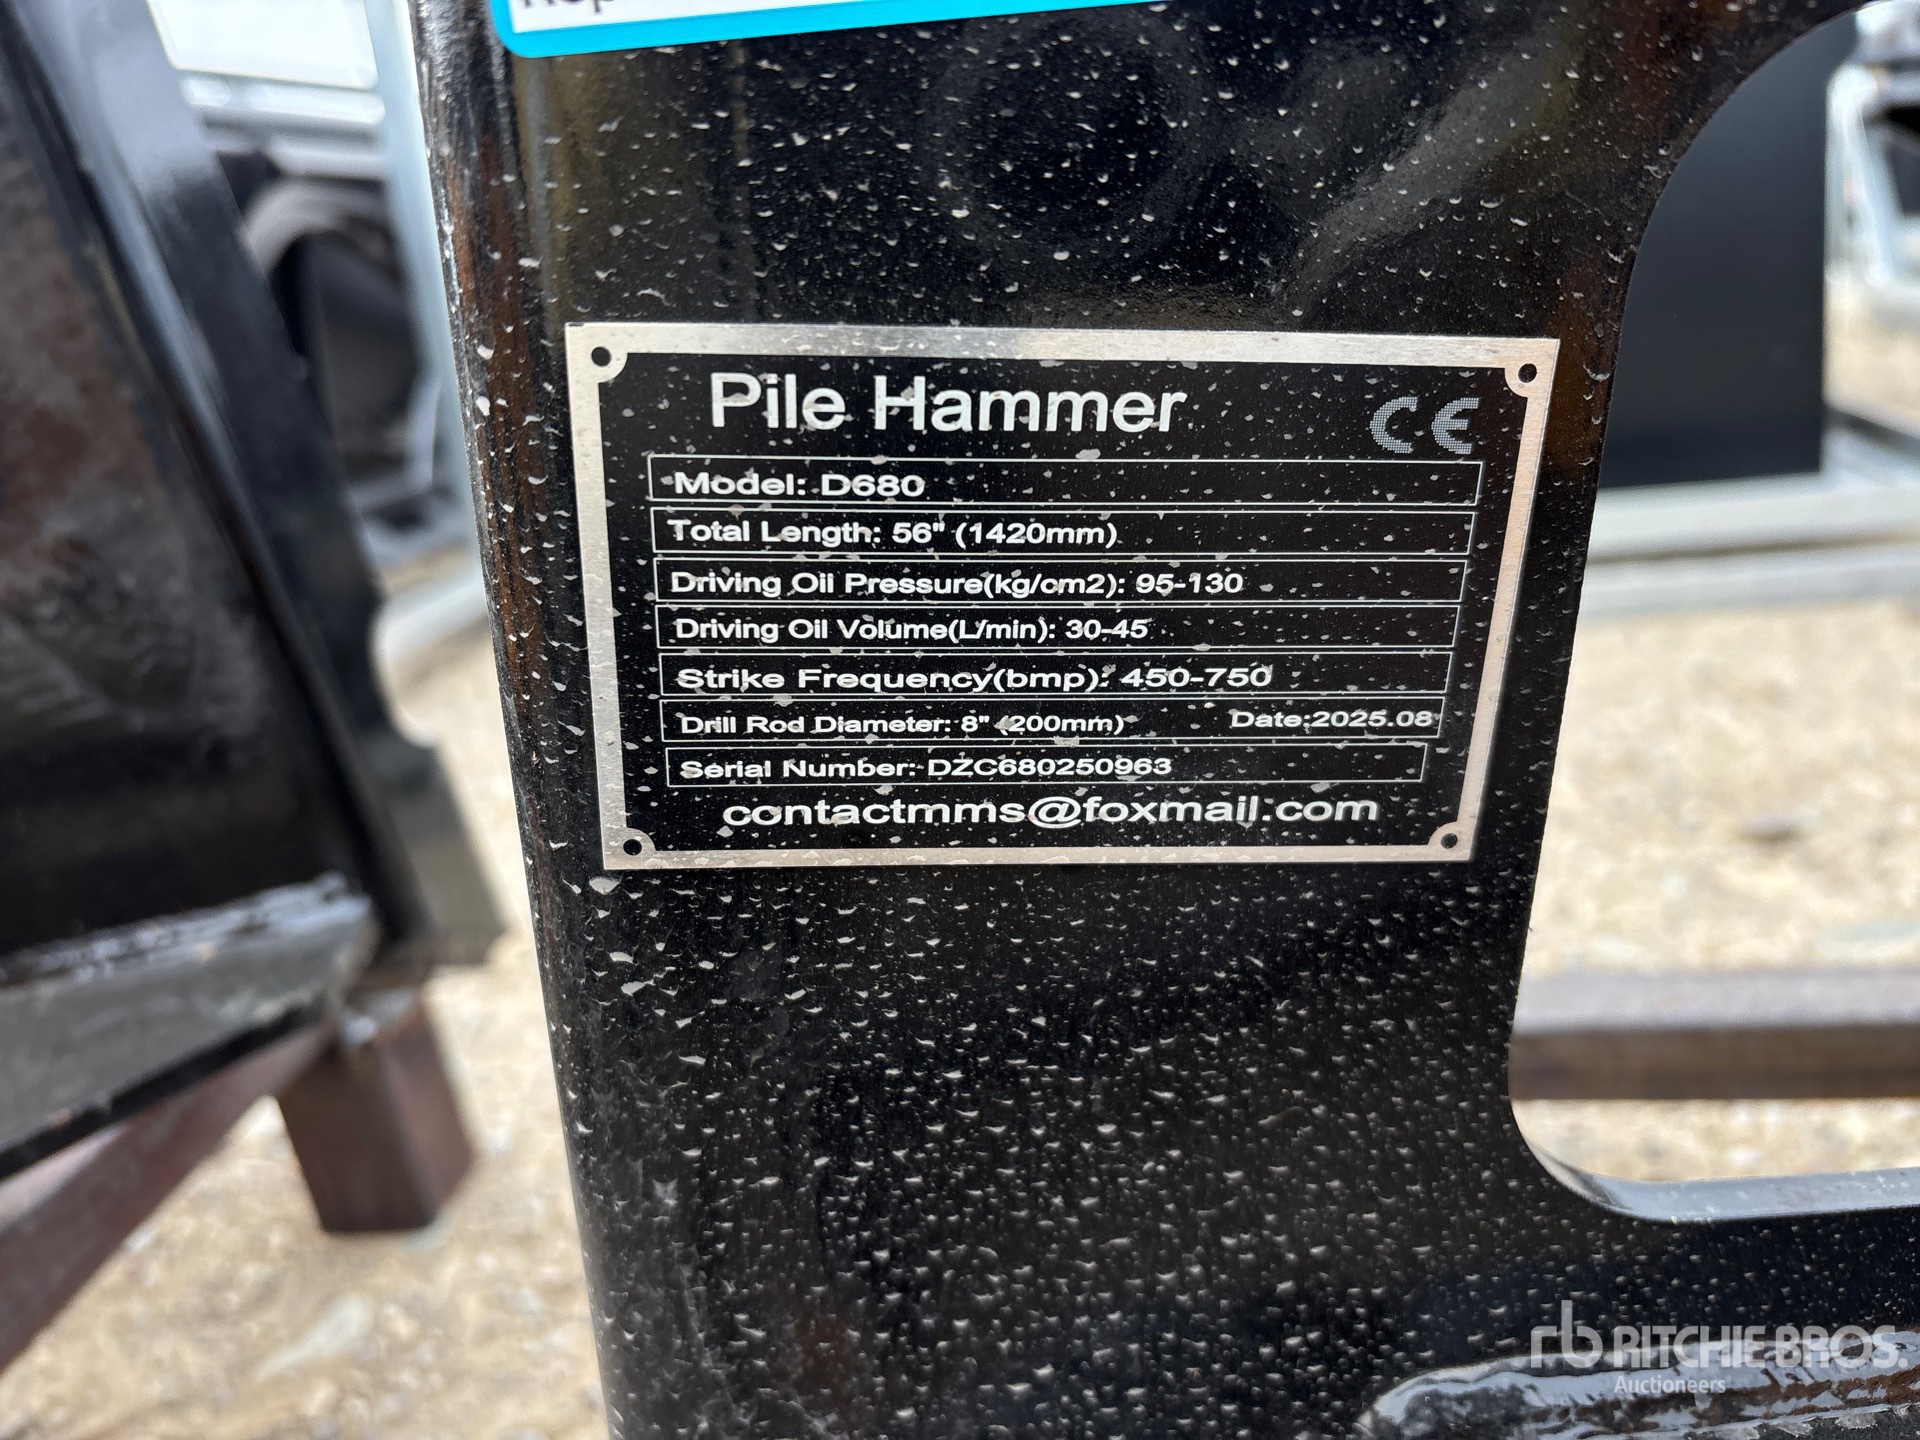 Pile Hammer CE
Model: D680
Total Length: 56" (1420mm)
Driving Oil Pressure(kg/cm2): 95-130
Driving Oil Volume(L/min): 30-45
Strike Frequency(bmp): 450-750
Drill Rod Diameter: 8" (200mm) Date:2025.08
Serial Number: DZC680250963
contactmms@foxmail.com
rb RITCHIE BROS.
Auctioneers